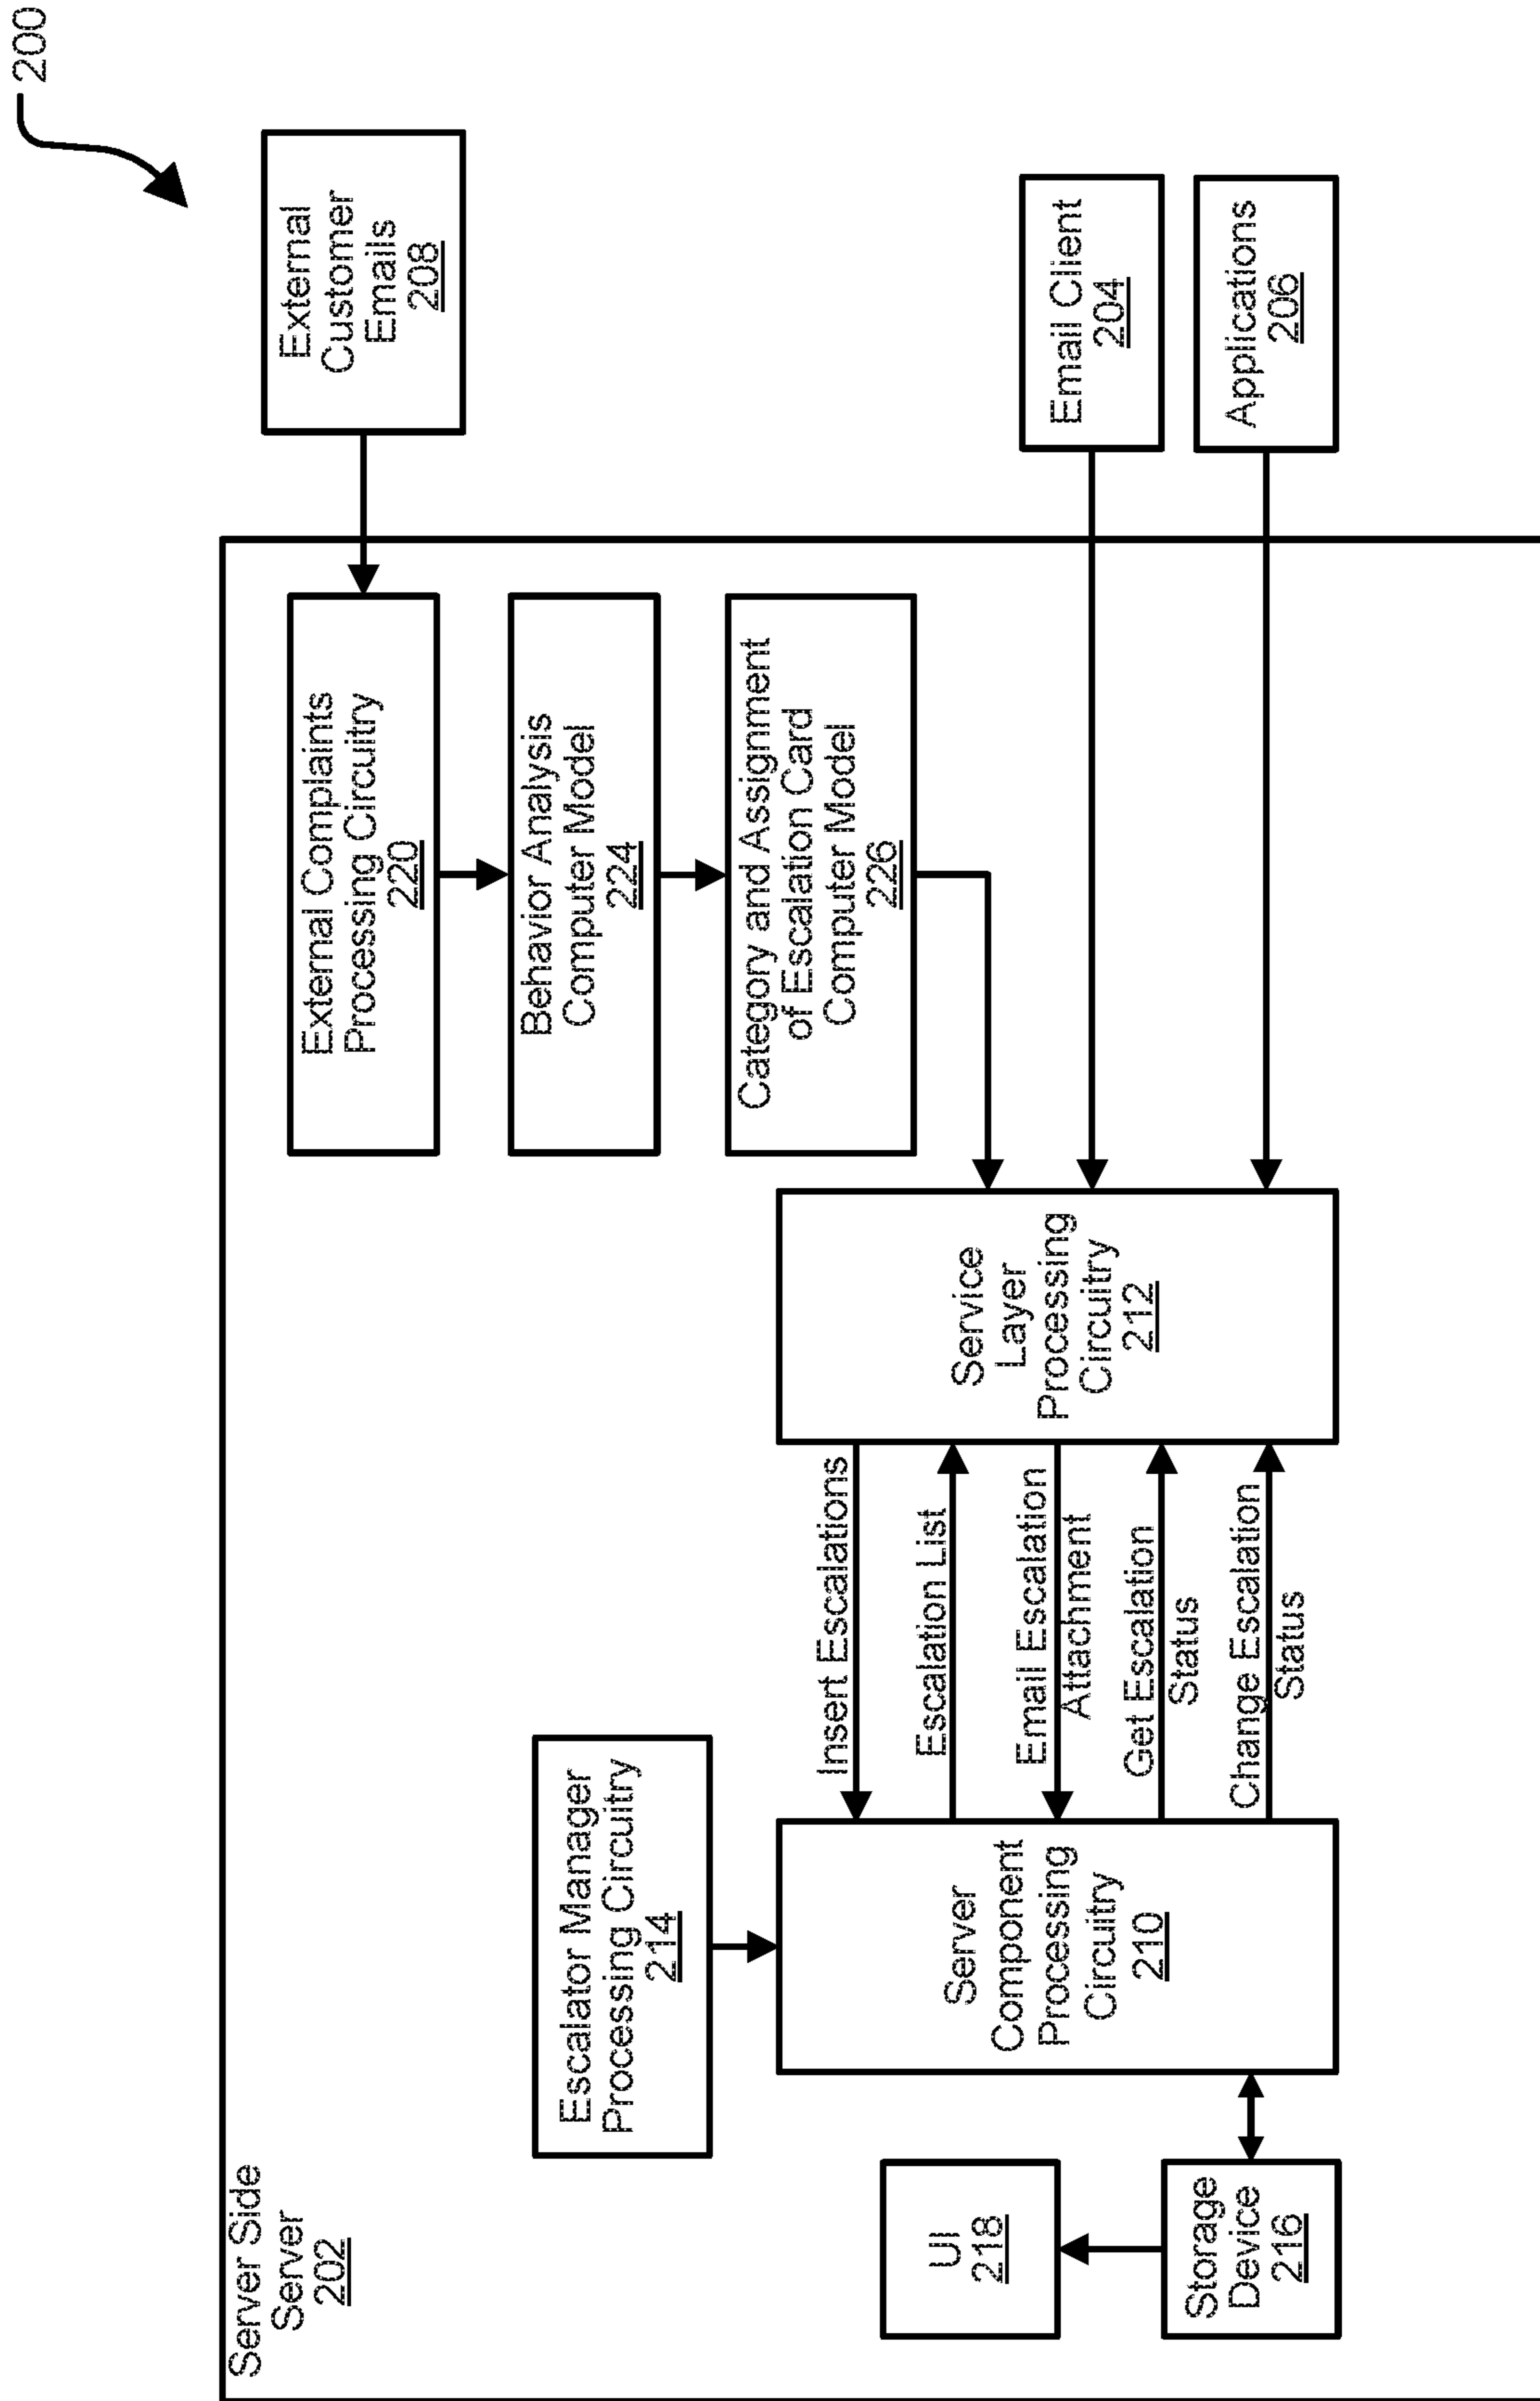 200
Server Side
Server
202
External
Customer
Emails
208
External Complaints
Processing Circuitry
220
Behavior Analysis
Computer Model
224
Category and Assignment
of Escalation Card
Computer Model
226
Escalator Manager
Processing Circuitry
214
UI
218
Storage
Device
216
Server
Component
Processing
Circuitry
210
Insert Escalations
Escalation List
Email Escalation
Attachment
Get Escalation
Status
Change Escalation
Status
Service
Layer
Processing
Circuitry
212
Email Client
204
Applications
206